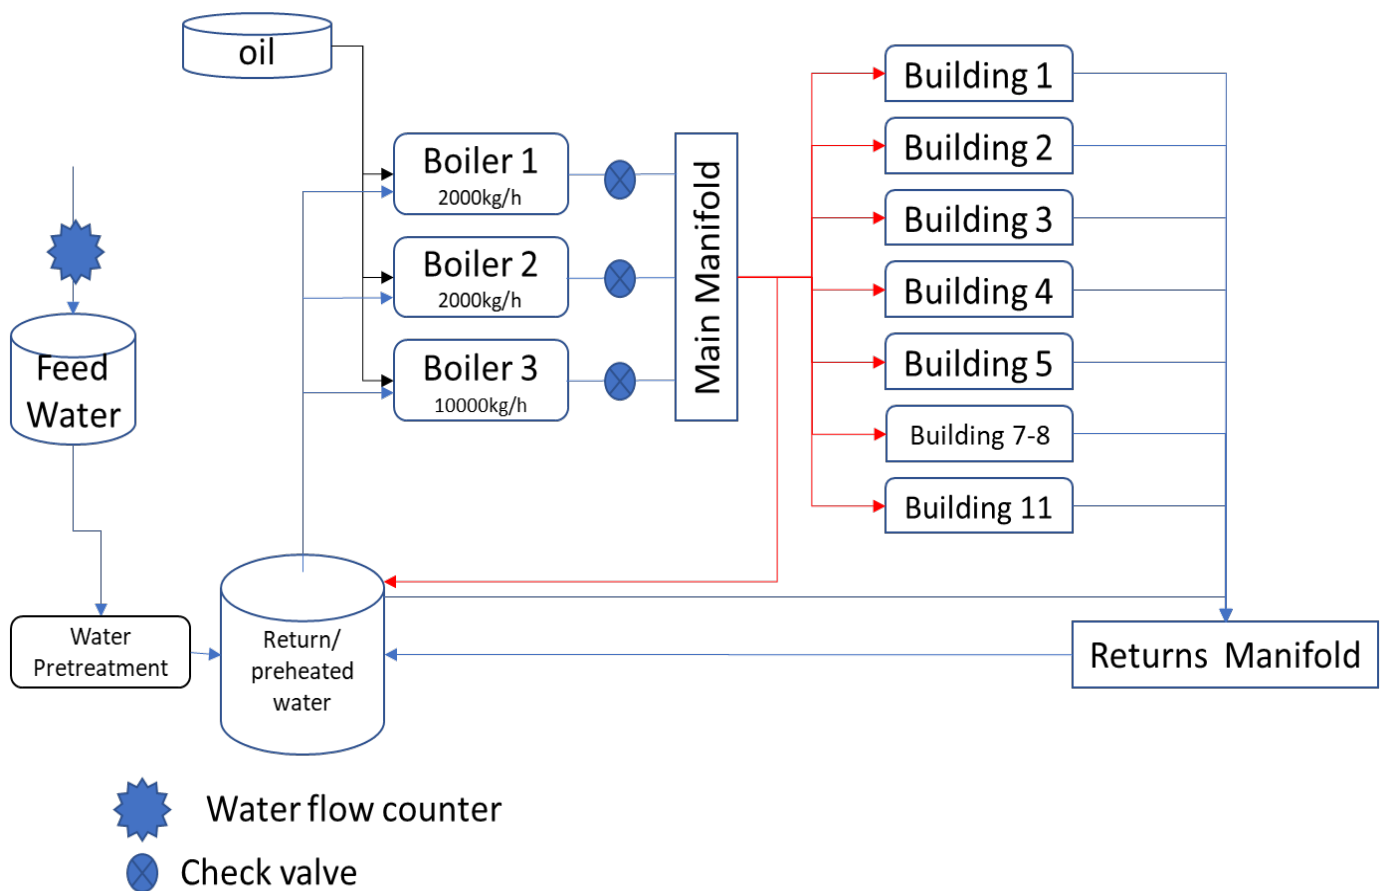 oil
Boiler 1
2000kg/h
Boiler 2
2000kg/h
Boiler 3
10000kg/h
Main Manifold
Building 1
Building 2
Building 3
Building 4
Building 5
Building 7-8
Building 11
Feed
Water
Water
Pretreatment
Return/
preheated
water
Returns Manifold
Water flow counter
Check valve